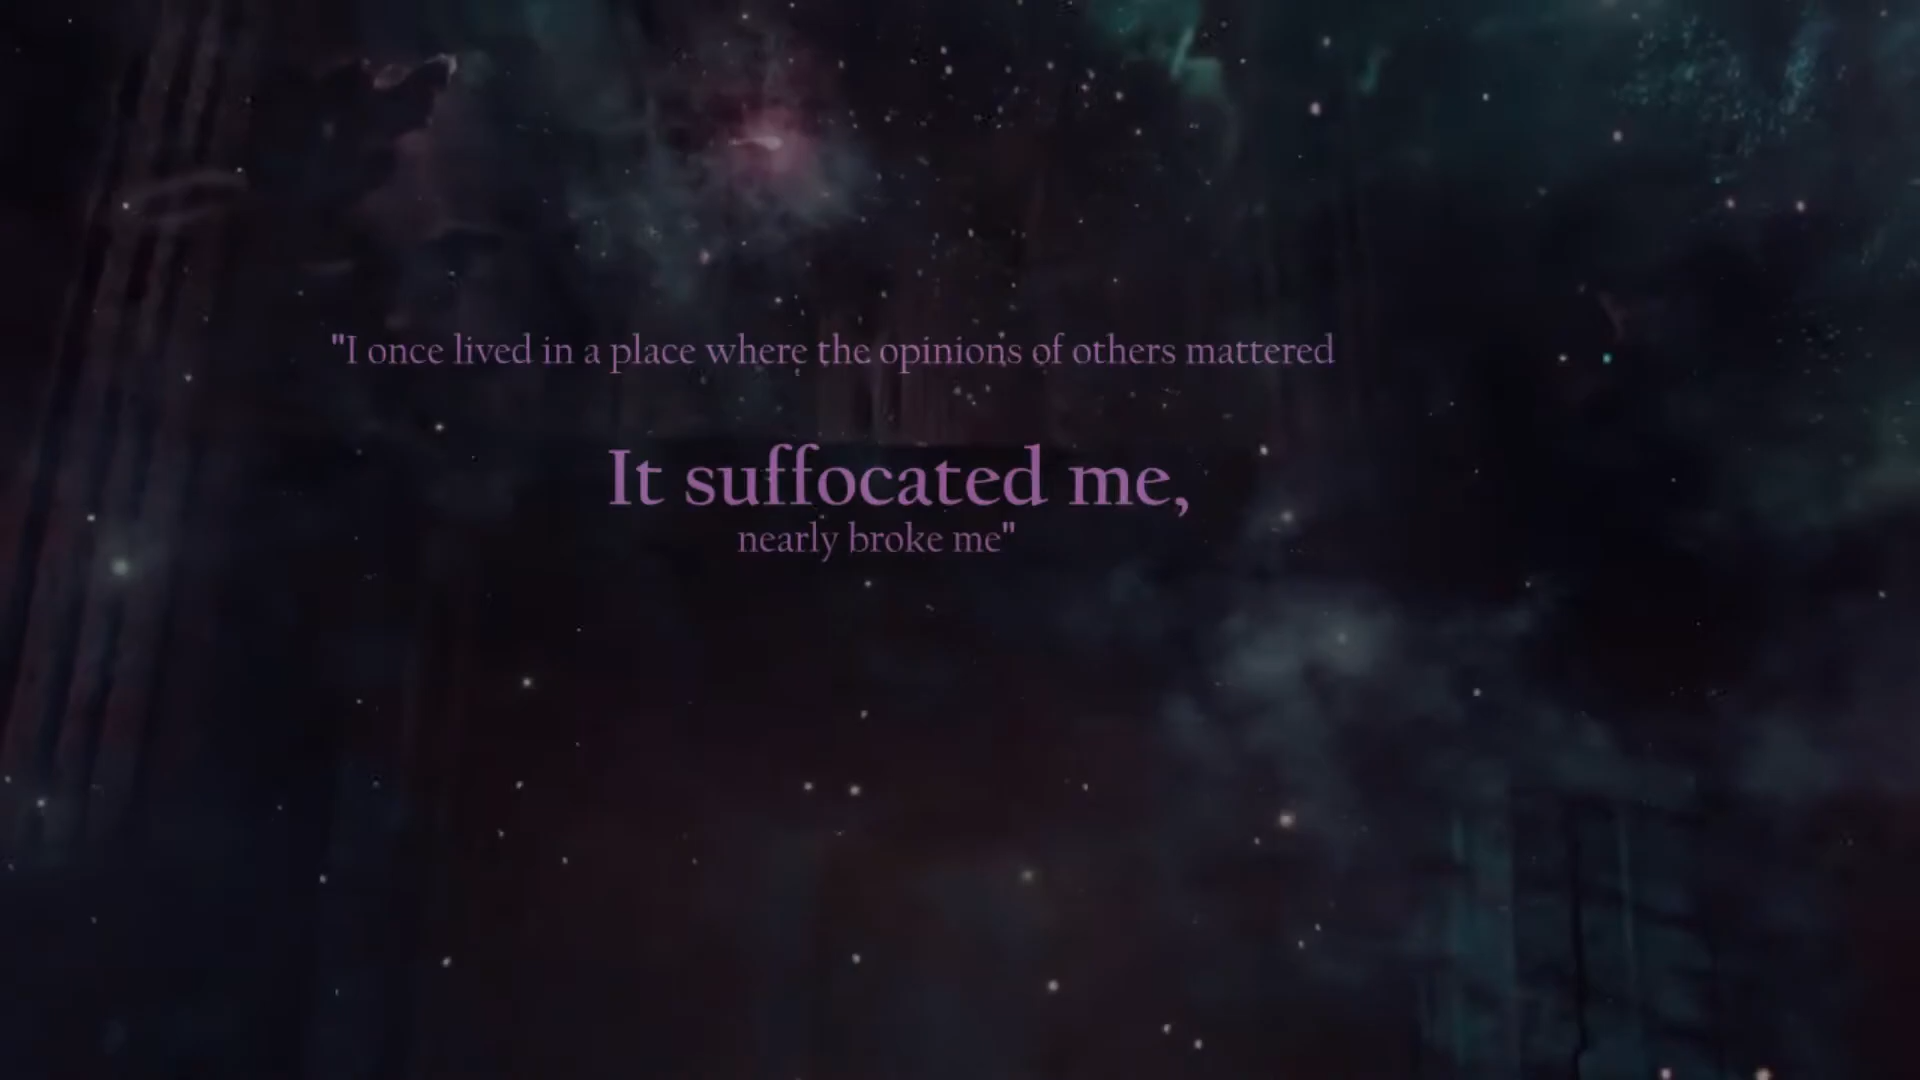 "I once lived in a place where the opinions of others mattered
It suffocated me,
nearly broke me"